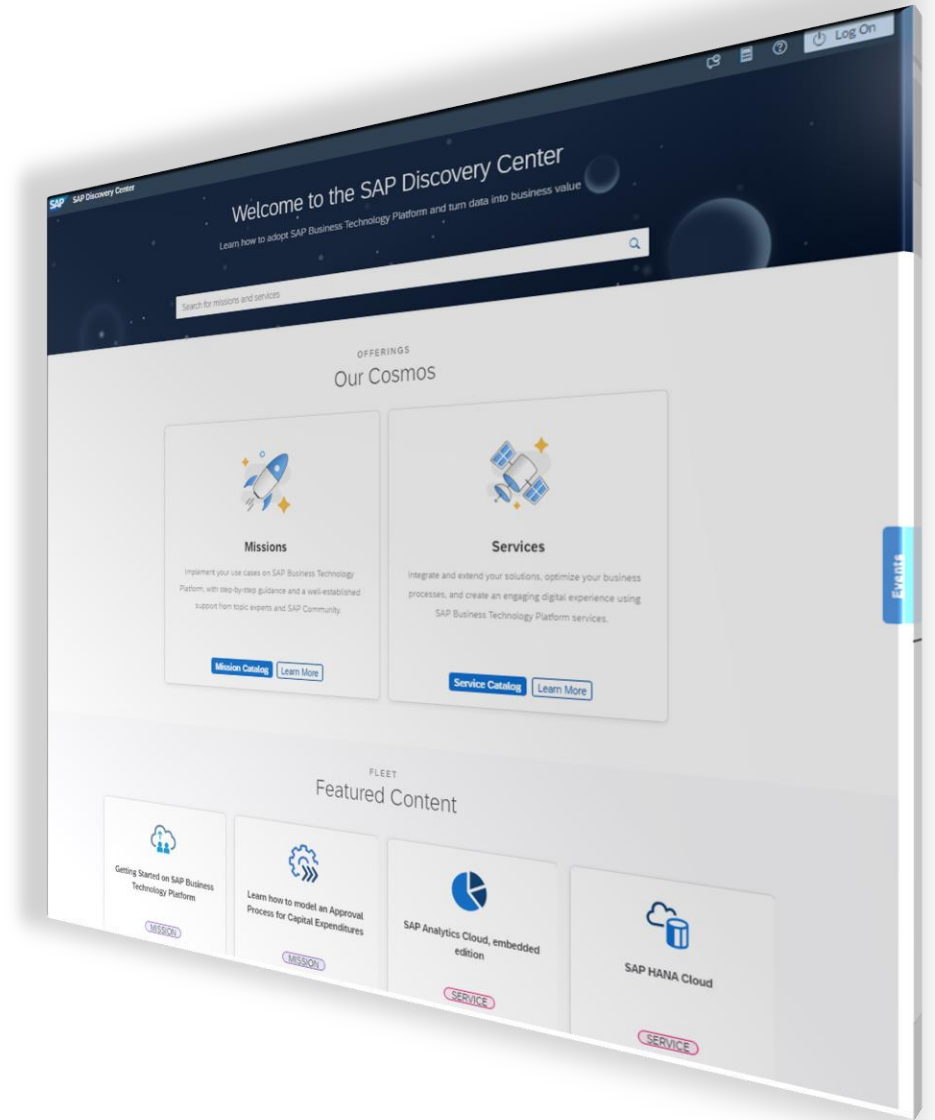 Log On
SAP SAP Discovery Center
Welcome to the SAP Discovery Center
Learn how to adopt SAP Business Technology Platform and turn data into business value
Search for missions and services
OFFERINGS
Our Cosmos
Missions
Implement your use cases on SAP Business Technology
Platform, with step-by-step guidance and a well-established
support from topic experts and SAP Community.
Mission Catalog Learn More
Services
Integrate and extend your solutions, optimize your business
processes, and create an engaging digital experience using
SAP Business Technology Platform services.
Service Catalog Learn More
Events
FLEET
Featured Content
Getting Started on SAP Business
Technology Platform
MISSION
Learn how to model an Approval
Process for Capital Expenditures
MISSION
SAP Analytics Cloud, embedded
edition
SERVICE
SAP HANA Cloud
SERVICE